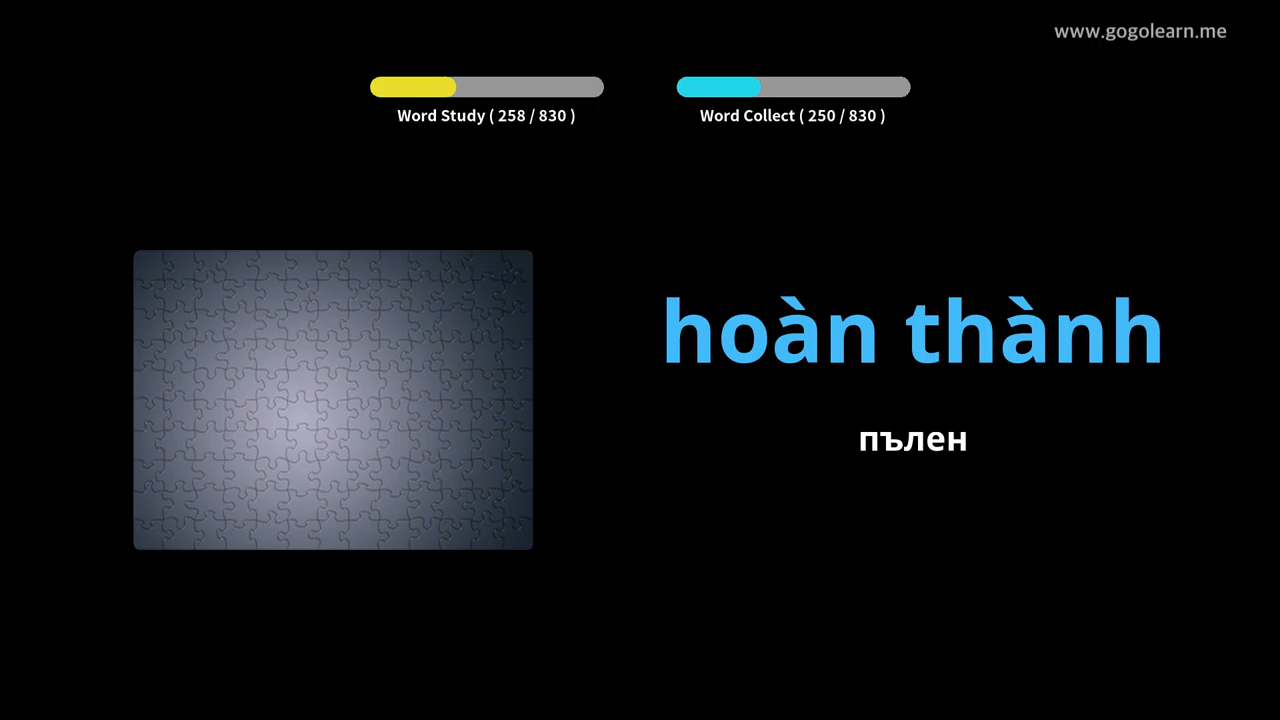 www.gogolearn.me
Word Study ( 258 / 830 )
Word Collect ( 250 / 830 )
hoàn thành
пълен